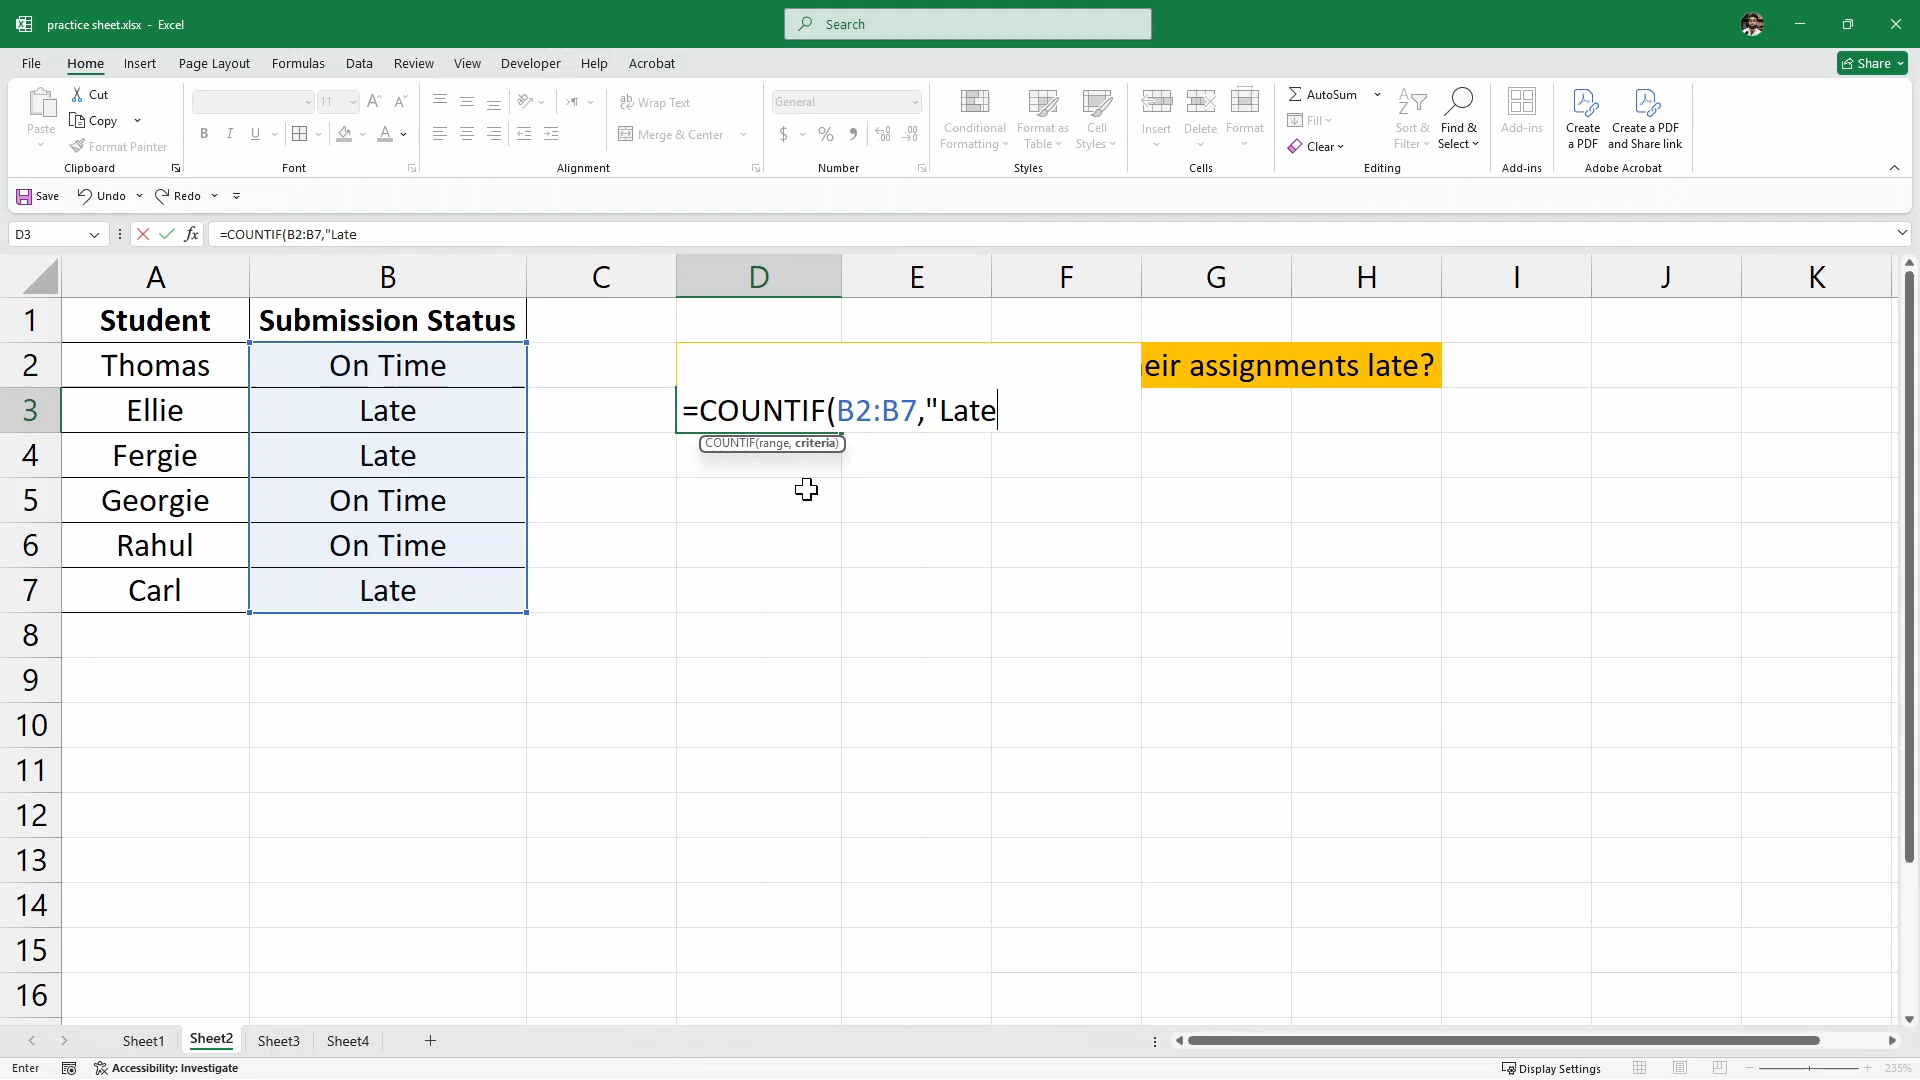 practice sheet.xlsx - Excel
Search
File Home Insert Page Layout Formulas Data Review View Developer Help Acrobat
Share
Paste
Cut
Copy
Format Painter
Clipboard
11
B I U
Font
Wrap Text
Merge & Center
Alignment
General
$ % 9
Number
Conditional Formatting
Format as Table
Cell Styles
Styles
Insert
Delete
Format
Cells
AutoSum
Fill
Clear
Sort & Filter
Find & Select
Editing
Add-ins
Add-ins
Create a PDF
Create a PDF and Share link
Adobe Acrobat
Save Undo Redo
D3 fx =COUNTIF(B2:B7,"Late
A B C D E F G H I J K
1 Student Submission Status
2 Thomas On Time eir assignments late?
3 Ellie Late =COUNTIF(B2:B7,"Late
COUNTIF(range, criteria)
4 Fergie Late
5 Georgie On Time
6 Rahul On Time
7 Carl Late
8
9
10
11
12
13
14
15
16
Sheet1 Sheet2 Sheet3 Sheet4
Enter Accessibility: Investigate Display Settings 235%